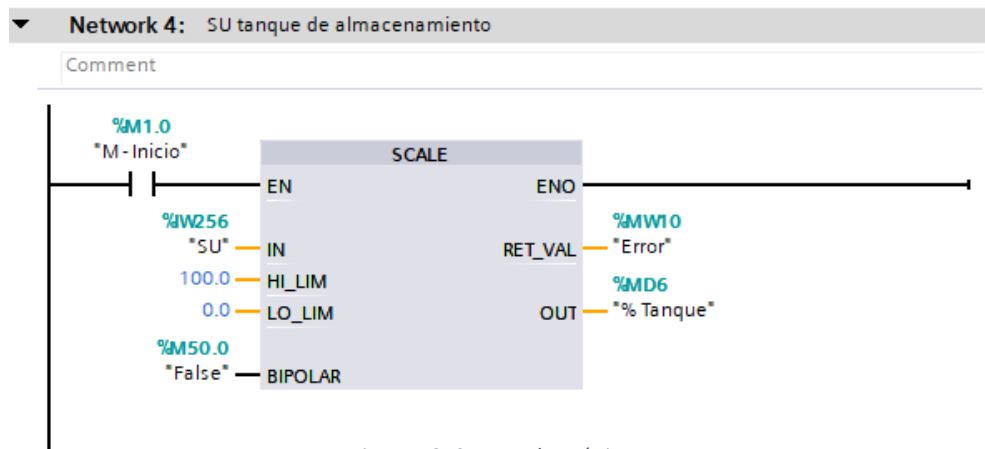 Network 4: SU tanque de almacenamiento
Comment
%M1.0
"M-Inicio"
SCALE
EN ENO
%IW256
"SU" IN
%MW10
RET_VAL "Error"
100.0 HI_LIM
0.0 LO_LIM
%MD6
OUT "% Tanque"
%M50.0
"False" BIPOLAR